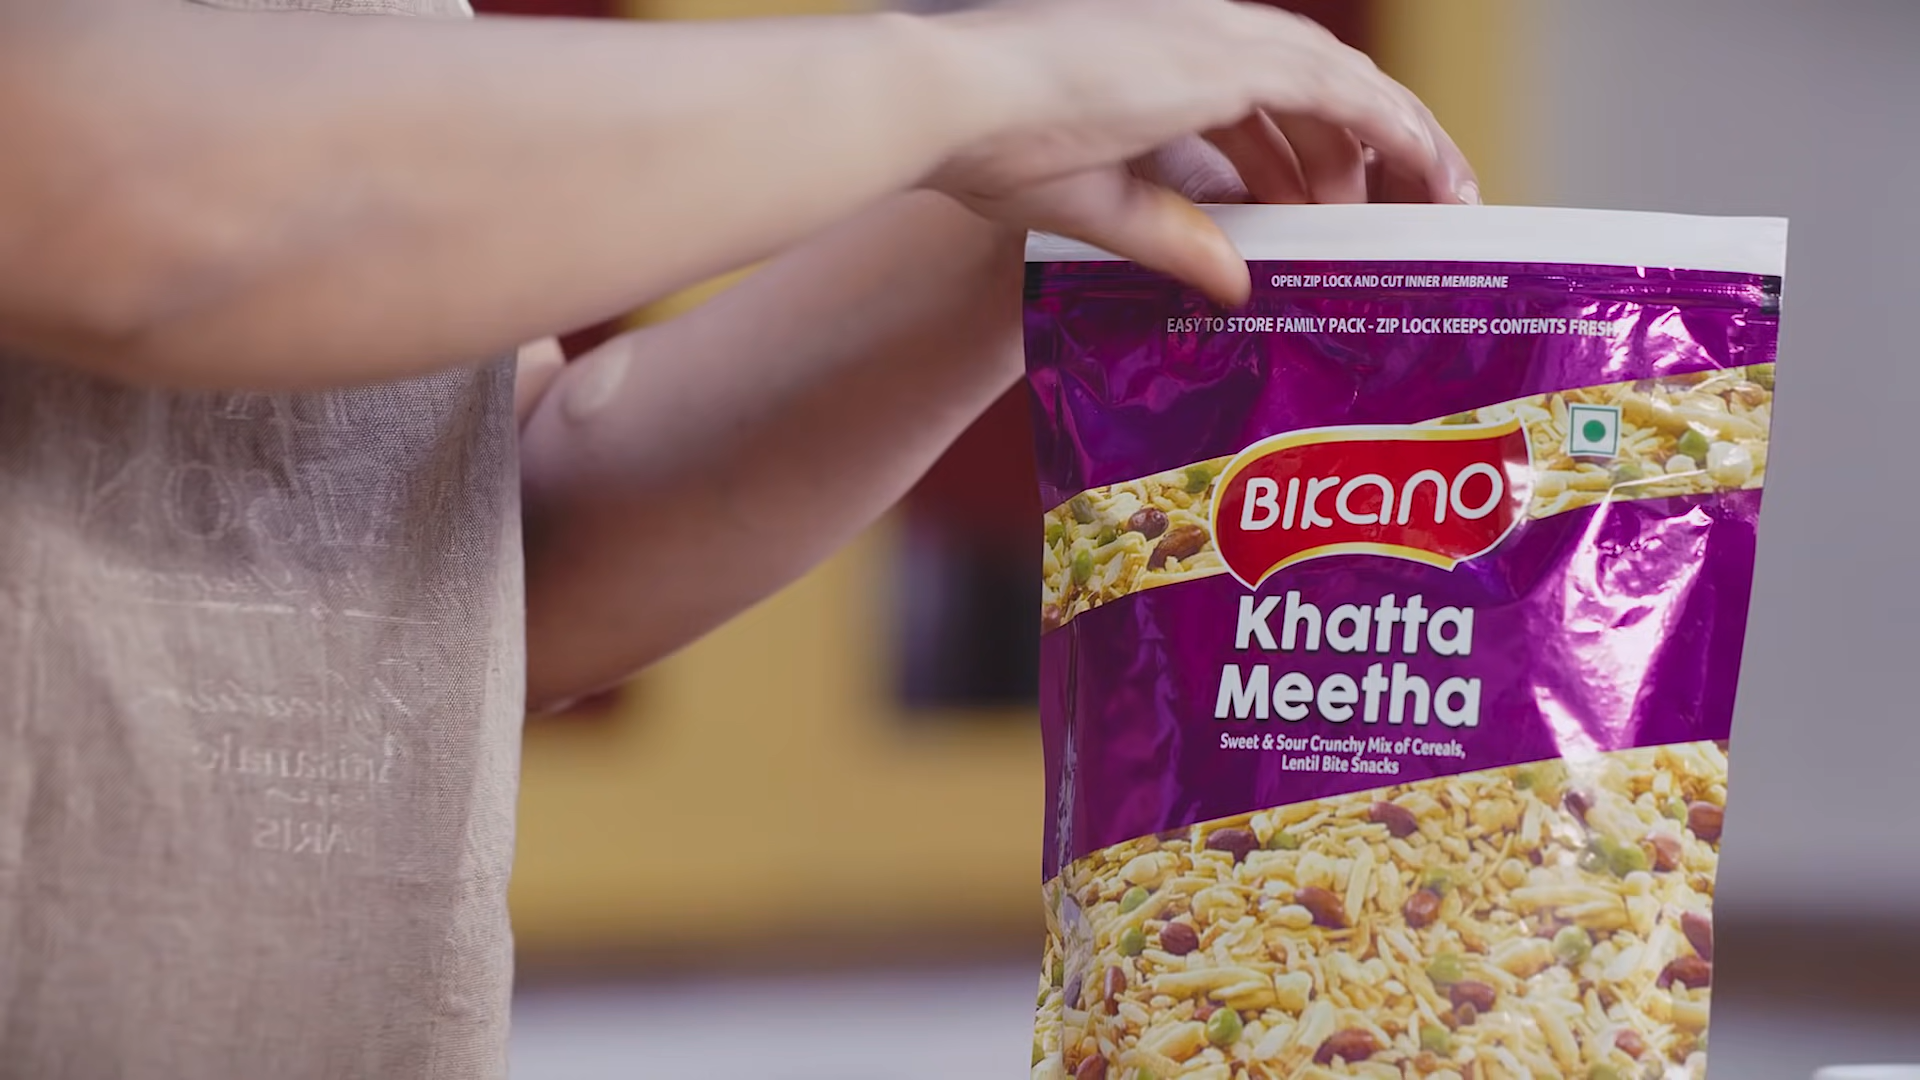 OPEN ZIP LOCK AND CUT INNER MEMBRANE
EASY TO STORE FAMILY PACK - ZIP LOCK KEEPS CONTENTS FRESH
BIKANO
Khatta
Meetha
Sweet & Sour Crunchy Mix of Cereals,
Lentil Bite Snacks
PARIS